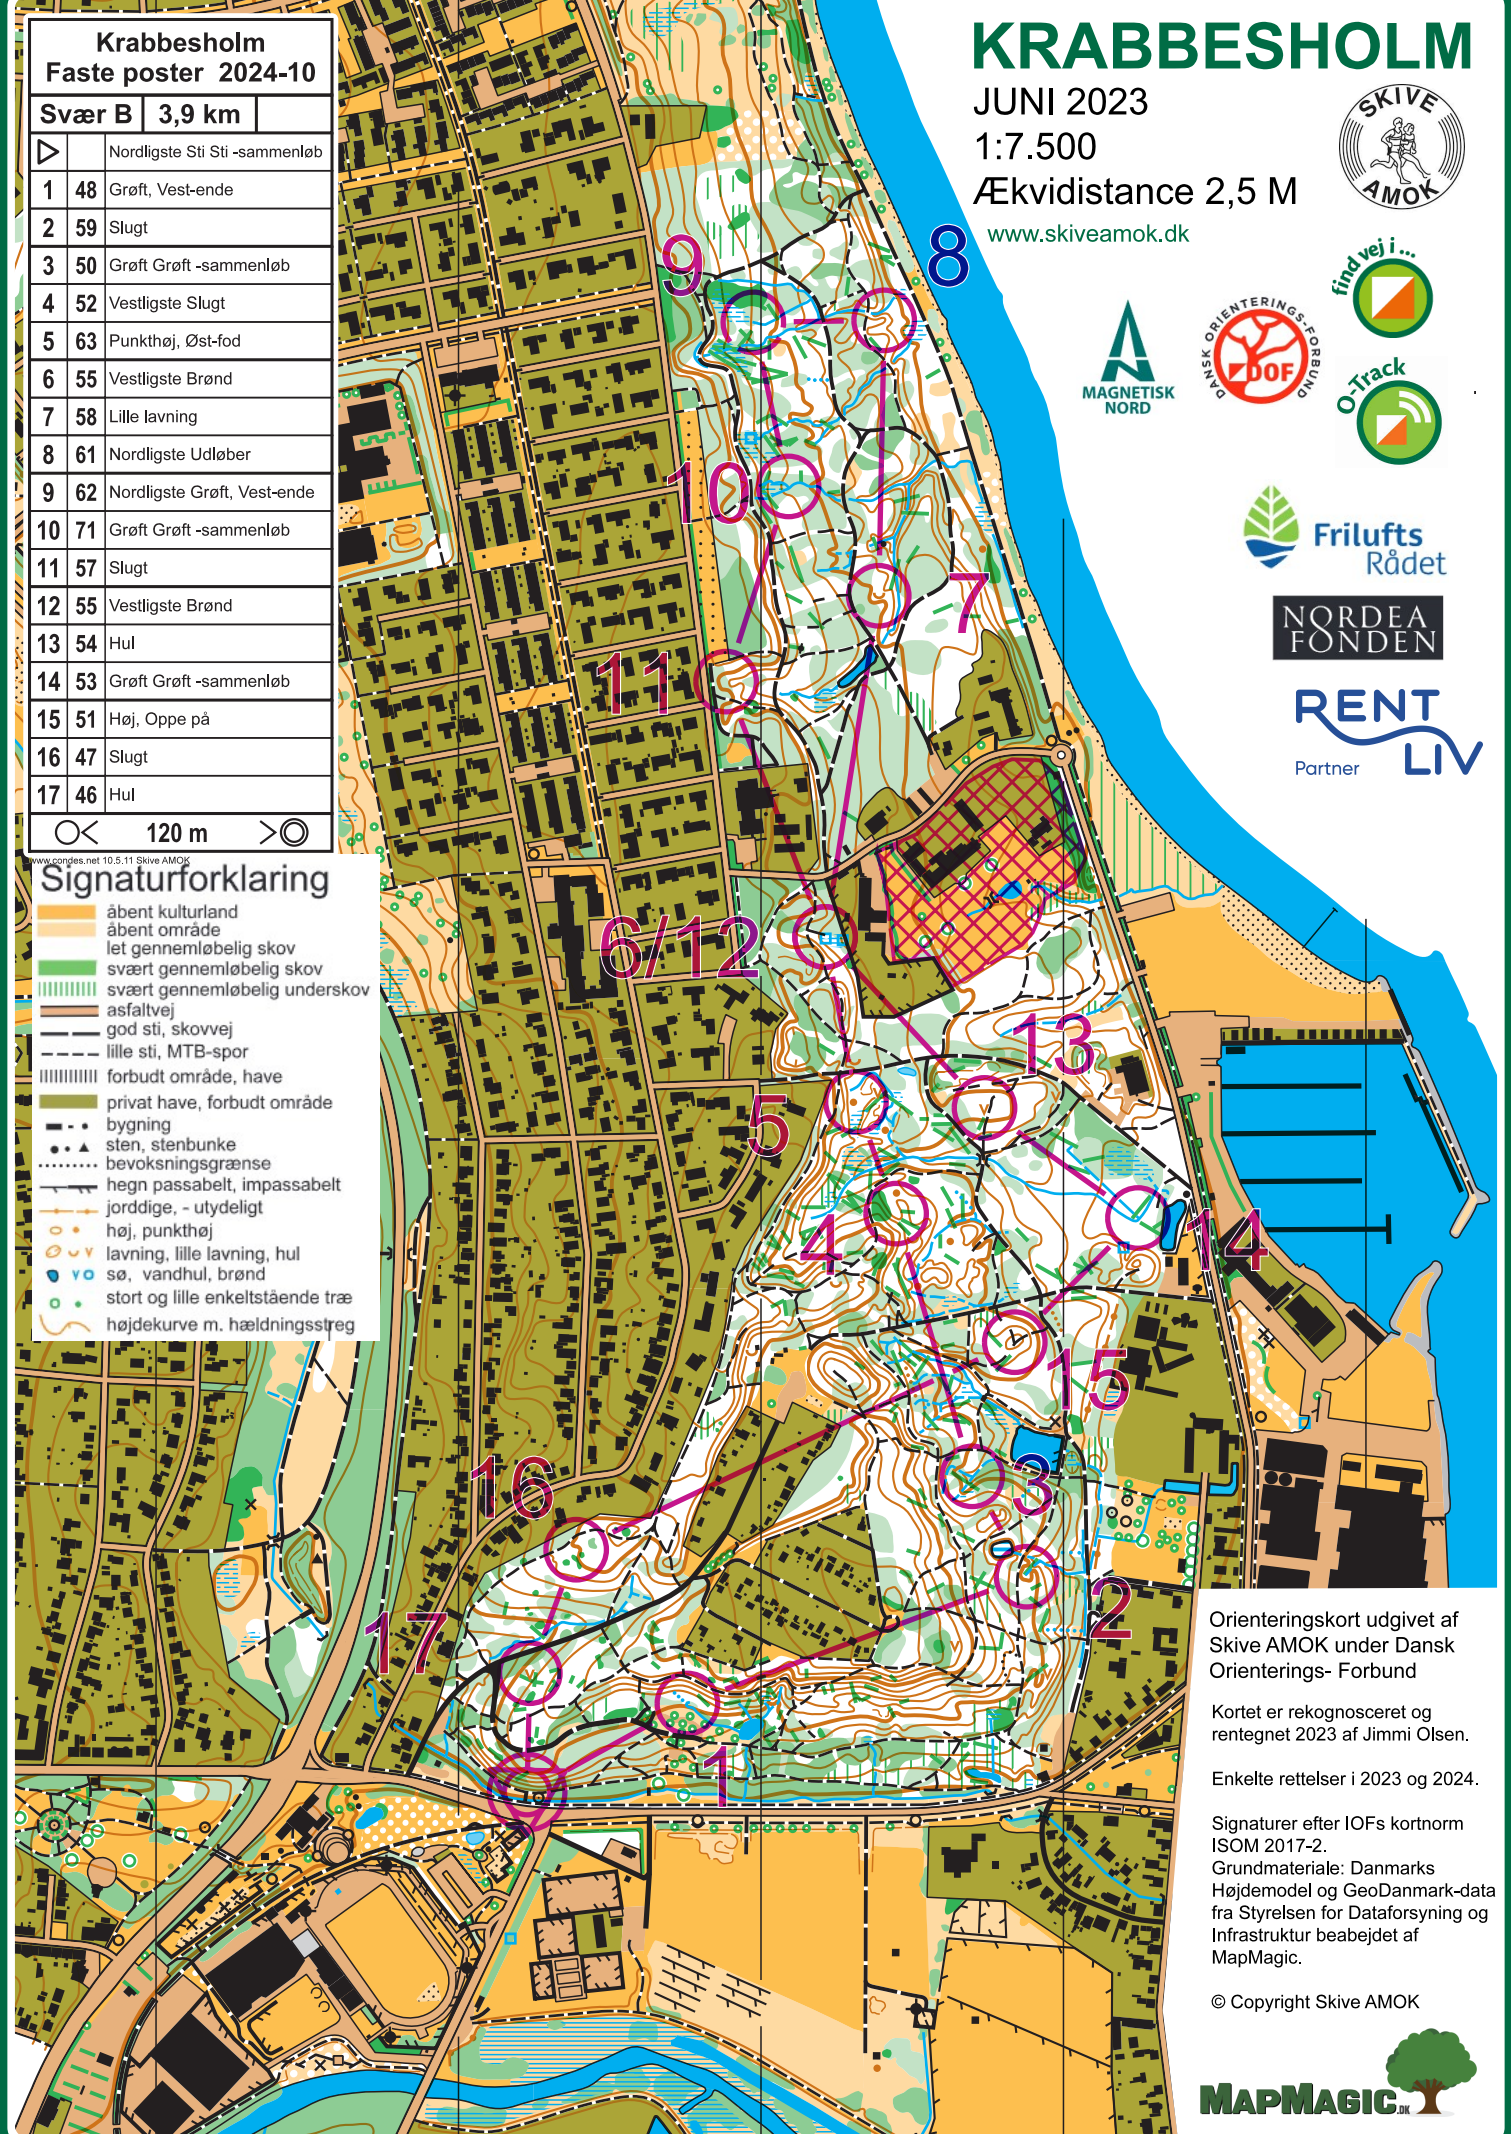 Krabbesholm
Faste poster 2024-10
Svær B 3,9 km
Nordligste Sti Sti -sammenløb
1 48 Grøft, Vest-ende
2 59 Slugt
3 50 Grøft Grøft -sammenløb
4 52 Vestligste Slugt
5 63 Punkthøj, Øst-fod
6 55 Vestligste Brønd
7 58 Lille lavning
8 61 Nordligste Udløber
9 62 Nordligste Grøft, Vest-ende
10 71 Grøft Grøft -sammenløb
11 57 Slugt
12 55 Vestligste Brønd
13 54 Hul
14 53 Grøft Grøft -sammenløb
15 51 Høj, Oppe på
16 47 Slugt
17 46 Hul
120 m
www.condes.net 10.5.11 Skive AMOK
Signaturforklaring
åbent kulturland
åbent område
let gennemløbelig skov
svært gennemløbelig skov
svært gennemløbelig underskov
asfaltvej
god sti, skovvej
lille sti, MTB-spor
forbudt område, have
privat have, forbudt område
bygning
sten, stenbunke
bevoksningsgrænse
hegn passabelt, impassabelt
jorddige, - utydeligt
høj, punkthøj
lavning, lille lavning, hul
sø, vandhul, brønd
stort og lille enkeltstående træ
højdekurve m. hældningsstreg
KRABBESHOLM
JUNI 2023
1:7.500
Ækvidistance 2,5 M
www.skiveamok.dk
SKIVE
AMOK
find vej i ...
MAGNETISK
NORD
DANSK ORIENTERINGS-FORBUND
DOF
O-Track
Frilufts
Rådet
NORDEA
FONDEN
RENT
LIV
Partner
9
8
10
7
11
6/12
13
5
4
14
15
16
3
17
2
1
Orienteringskort udgivet af
Skive AMOK under Dansk
Orienterings- Forbund
Kortet er rekognosceret og
rentegnet 2023 af Jimmi Olsen.
Enkelte rettelser i 2023 og 2024.
Signaturer efter IOFs kortnorm
ISOM 2017-2.
Grundmateriale: Danmarks
Højdemodel og GeoDanmark-data
fra Styrelsen for Dataforsyning og
Infrastruktur beabejdet af
MapMagic.
© Copyright Skive AMOK
MAPMAGIC.DK